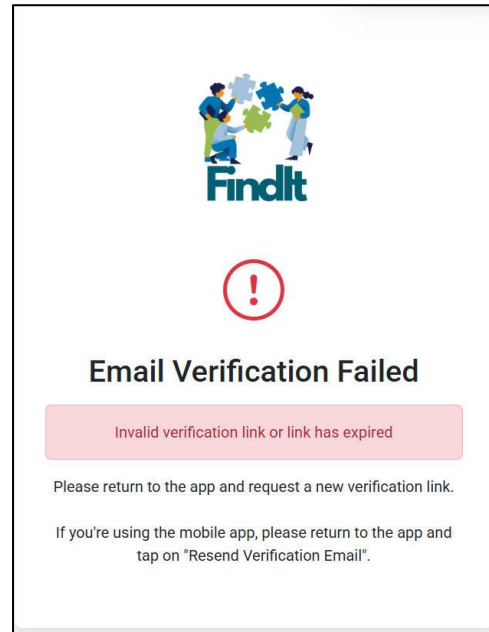 FindIt
!
Email Verification Failed
Invalid verification link or link has expired
Please return to the app and request a new verification link.
If you're using the mobile app, please return to the app and
tap on "Resend Verification Email".